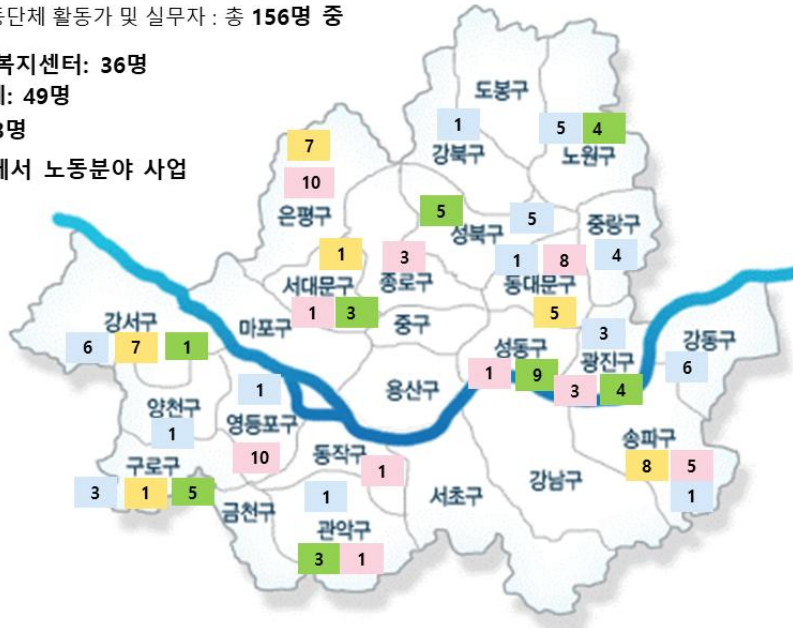 동단체 활동가 및 실무자 : 총 156명 중
복지센터: 36명
: 49명
3명
에서 노동분야 사업
도봉구
1
5 4
강북구
노원구
7
10
은평구
5
5
성북구
중랑구
1
3
1 8
4
서대문구
종로구
동대문구
1 3
마포구
중구
5
3
강서구
6 7 1
성동구
광진구
강동구
1 9
3 4
6
양천구
1
1
영등포구
용산구
10
동작구
1
송파구
8 5
1
구로구
3 1 5
금천구
1
관악구
3 1
서초구
강남구